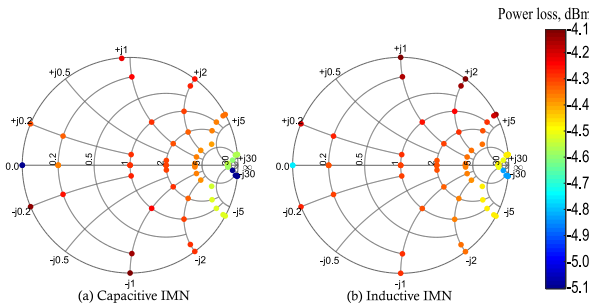 Power loss, dBm
+j1
+j0.5
+j2
+j0.2
+j5
0.0
0.2
0.5
1
2
5
30
+j30
-j30
-j0.2
-j5
-j0.5
-j2
-j1
(a) Capacitive IMN
+j1
+j0.5
+j2
+j0.2
+j5
0.0
0.2
0.5
1
2
30
+j30
-j30
-j0.2
-j5
-j0.5
-j2
-j1
(b) Inductive IMN
-4.1
-4.2
-4.3
-4.4
-4.5
-4.6
-4.7
-4.8
-4.9
-5.0
-5.1